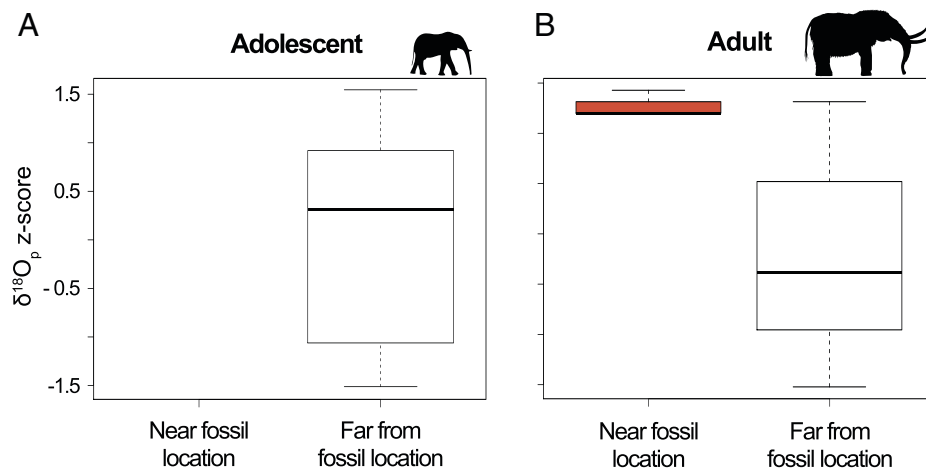 A
Adolescent
B
Adult
δ¹⁸Oₚ z-score
1.5
0.5
- 0.5
-1.5
Near fossil
location
Far from
fossil location
Near fossil
location
Far from
fossil location